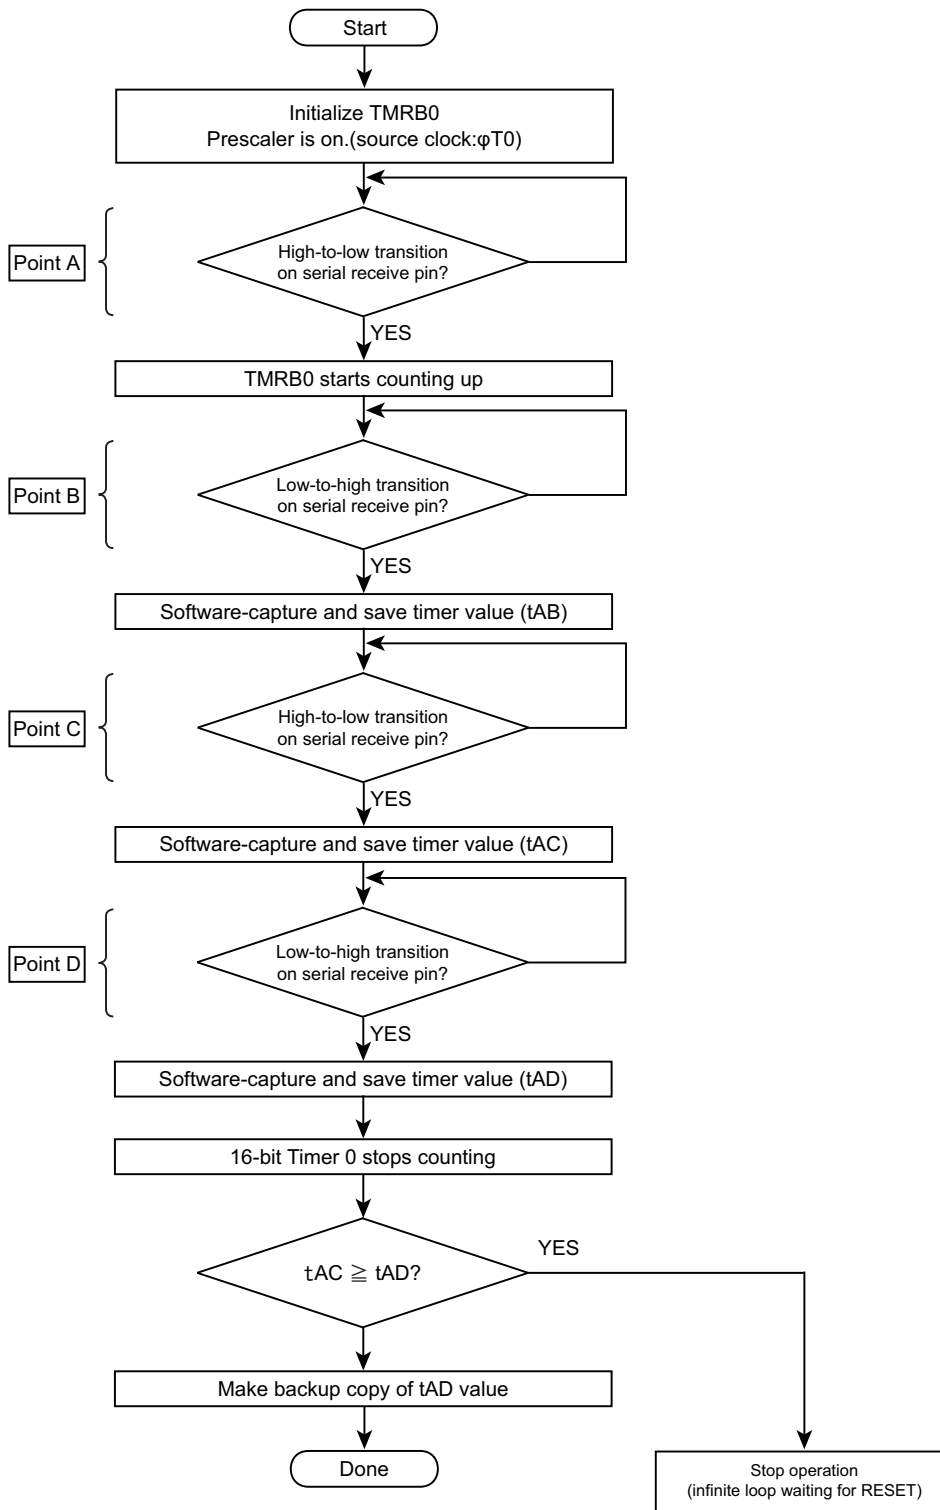 Start
Initialize TMRB0
Prescaler is on.(source clock:φT0)
Point A
High-to-low transition
on serial receive pin?
YES
TMRB0 starts counting up
Point B
Low-to-high transition
on serial receive pin?
YES
Software-capture and save timer value (tAB)
Point C
High-to-low transition
on serial receive pin?
YES
Software-capture and save timer value (tAC)
Point D
Low-to-high transition
on serial receive pin?
YES
Software-capture and save timer value (tAD)
16-bit Timer 0 stops counting
tAC ≧ tAD?
YES
Make backup copy of tAD value
Done
Stop operation
(infinite loop waiting for RESET)